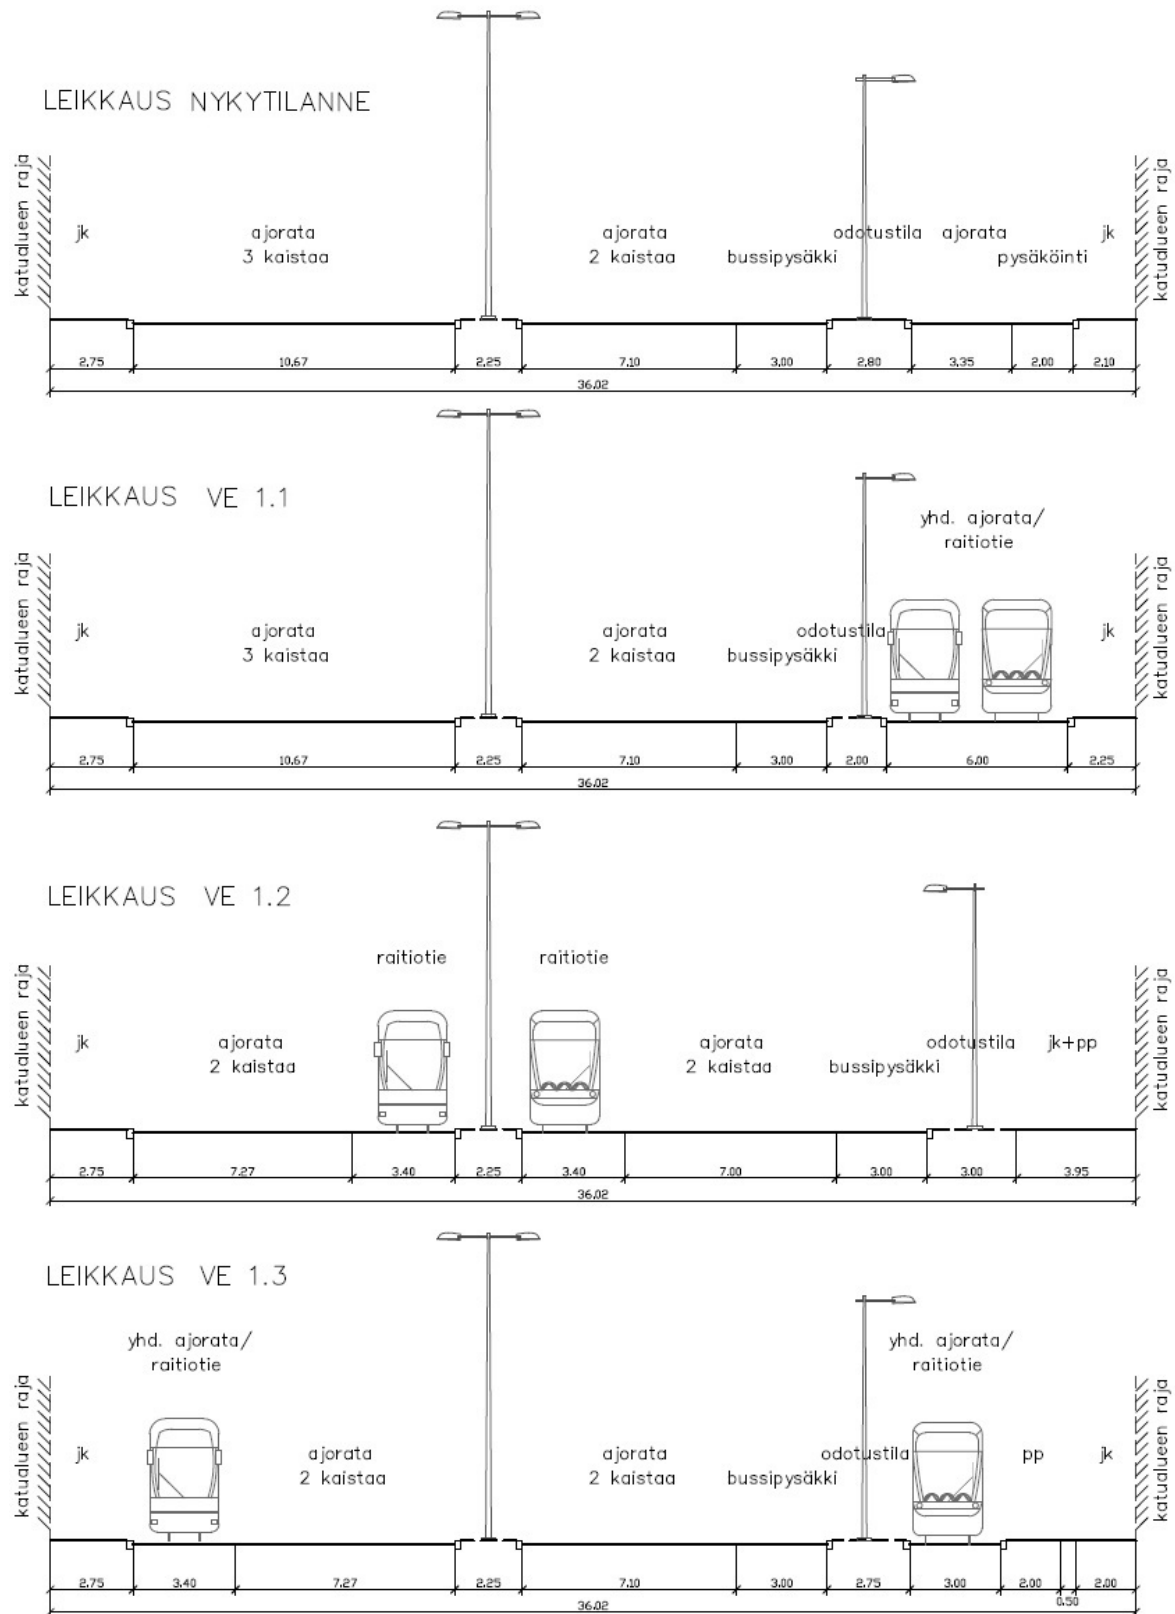 LEIKKAUS NYKYTILANNE
katualueen raja
jk
ajorata
3 kaistaa
ajorata
2 kaistaa
bussipysäkki
odotustila
ajorata
pysäköinti
jk
katualueen raja
2.75 10.67 2.25 7.10 3.00 2.80 3.35 2.00 2.10
36.02
LEIKKAUS VE 1.1
katualueen raja
jk
ajorata
3 kaistaa
ajorata
2 kaistaa
bussipysäkki
odotustila
yhd. ajorata/
raitiotie
jk
katualueen raja
2.75 10.67 2.25 7.10 3.00 2.00 6.00 2.25
36.02
LEIKKAUS VE 1.2
katualueen raja
jk
ajorata
2 kaistaa
raitiotie
raitiotie
ajorata
2 kaistaa
bussipysäkki
odotustila
jk+pp
katualueen raja
2.75 7.27 3.40 2.25 3.40 7.00 3.00 3.00 3.95
36.02
LEIKKAUS VE 1.3
katualueen raja
jk
yhd. ajorata/
raitiotie
ajorata
2 kaistaa
ajorata
2 kaistaa
bussipysäkki
odotustila
yhd. ajorata/
raitiotie
pp
jk
katualueen raja
2.75 3.40 7.27 2.25 7.10 3.00 2.75 3.00 2.00 0.50 2.00
36.02